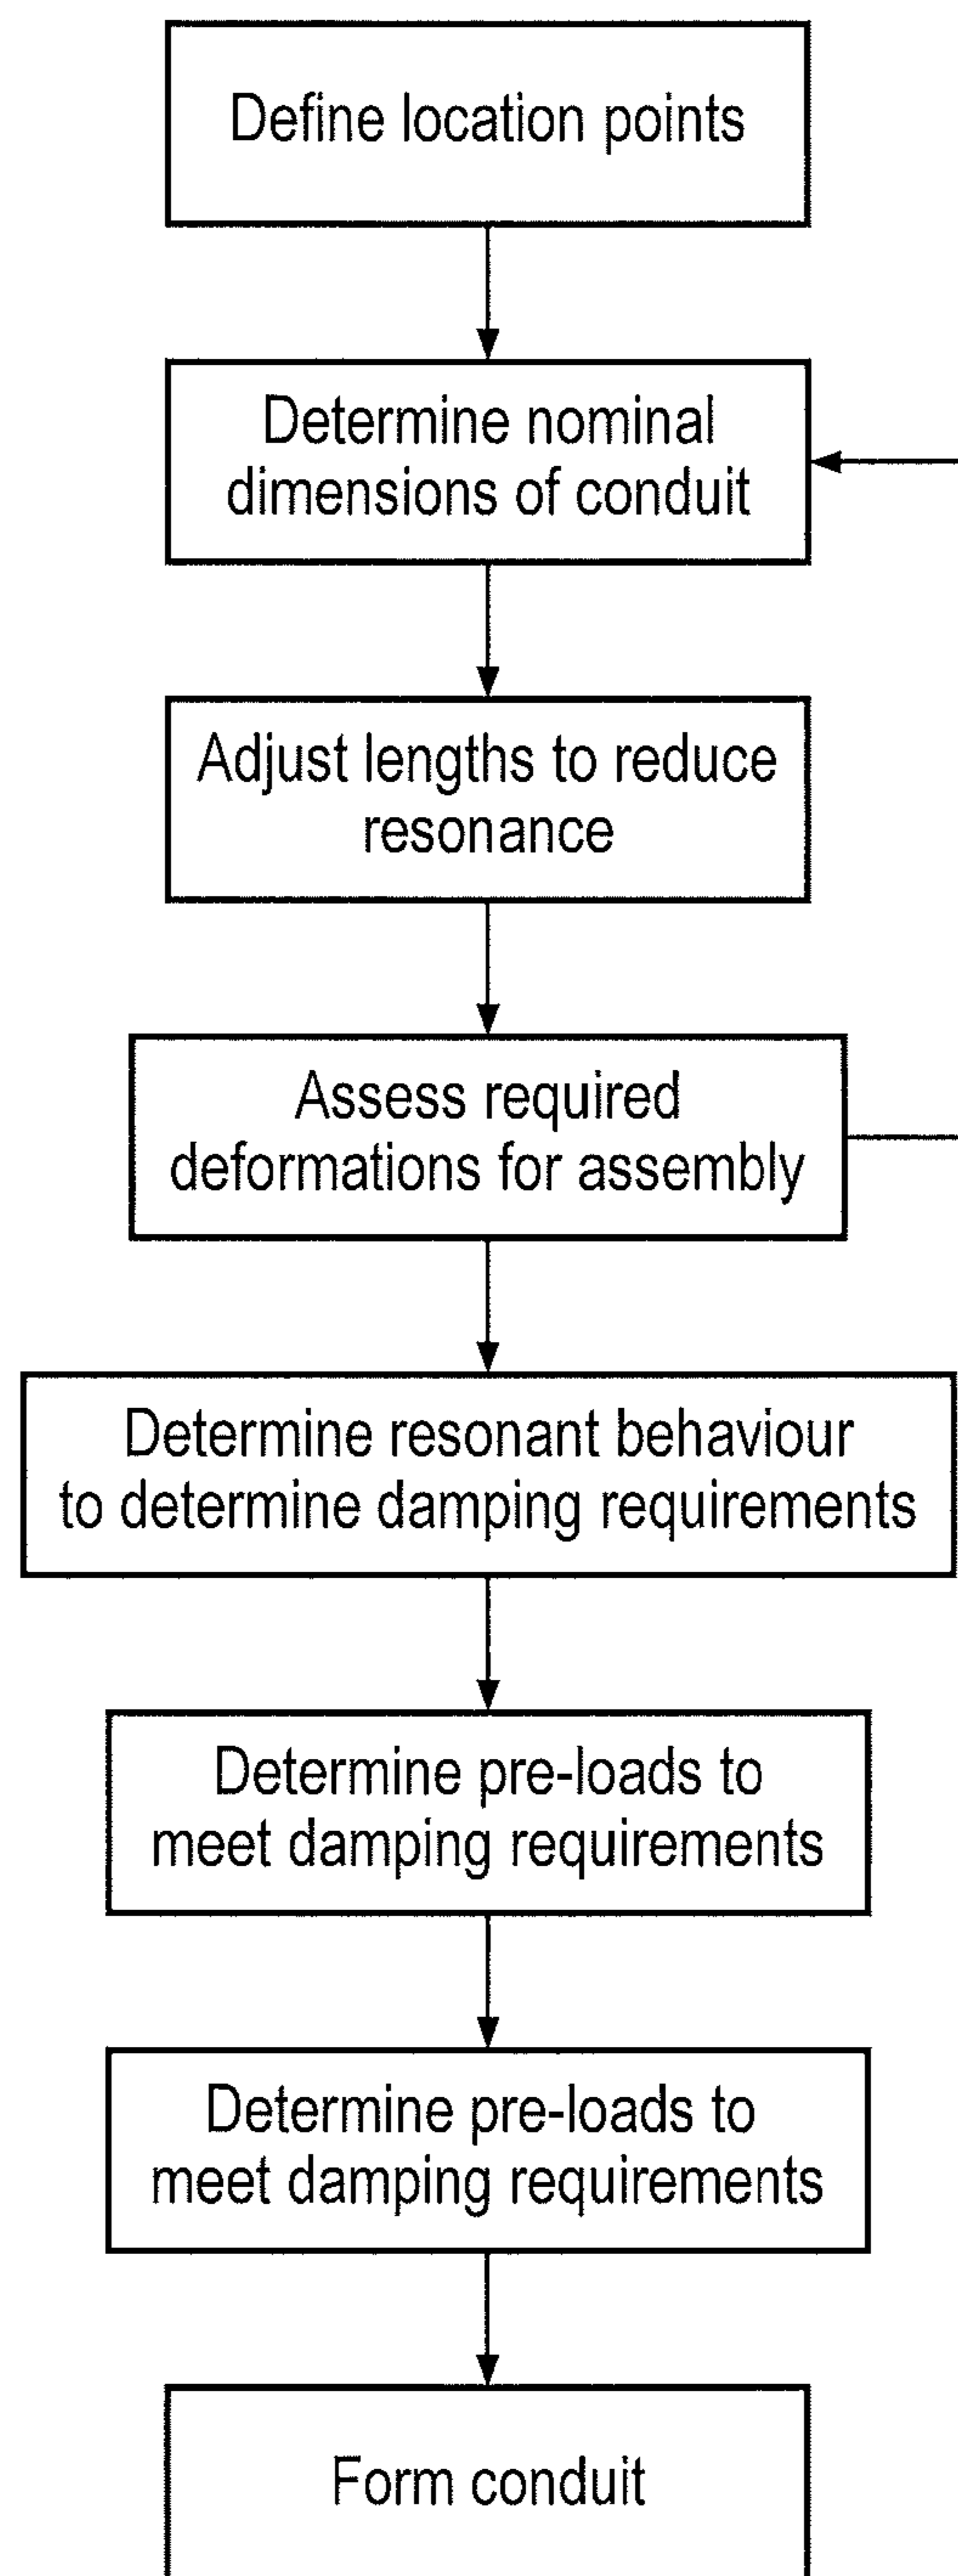 Define location points
Determine nominal
dimensions of conduit
Adjust lengths to reduce
resonance
Assess required
deformations for assembly
Determine resonant behaviour
to determine damping requirements
Determine pre-loads to
meet damping requirements
Determine pre-loads to
meet damping requirements
Form conduit